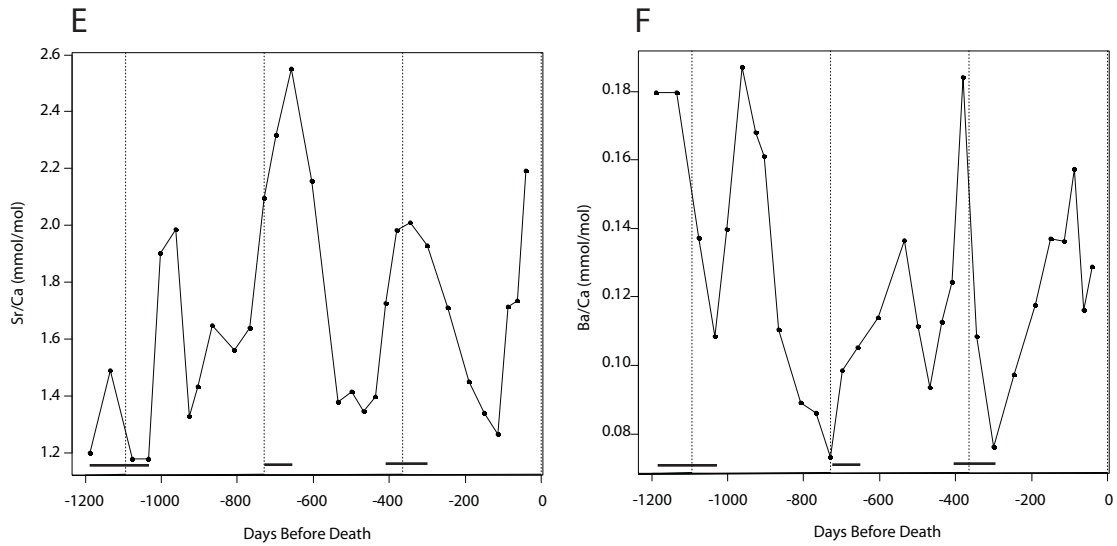 E
F
2.6
2.4
2.2
2.0
1.8
1.6
1.4
1.2
Sr/Ca (mmol/mol)
-1200 -1000 -800 -600 -400 -200 0
Days Before Death
0.18
0.16
0.14
0.12
0.10
0.08
Ba/Ca (mmol/mol)
-1200 -1000 -800 -600 -400 -200 0
Days Before Death